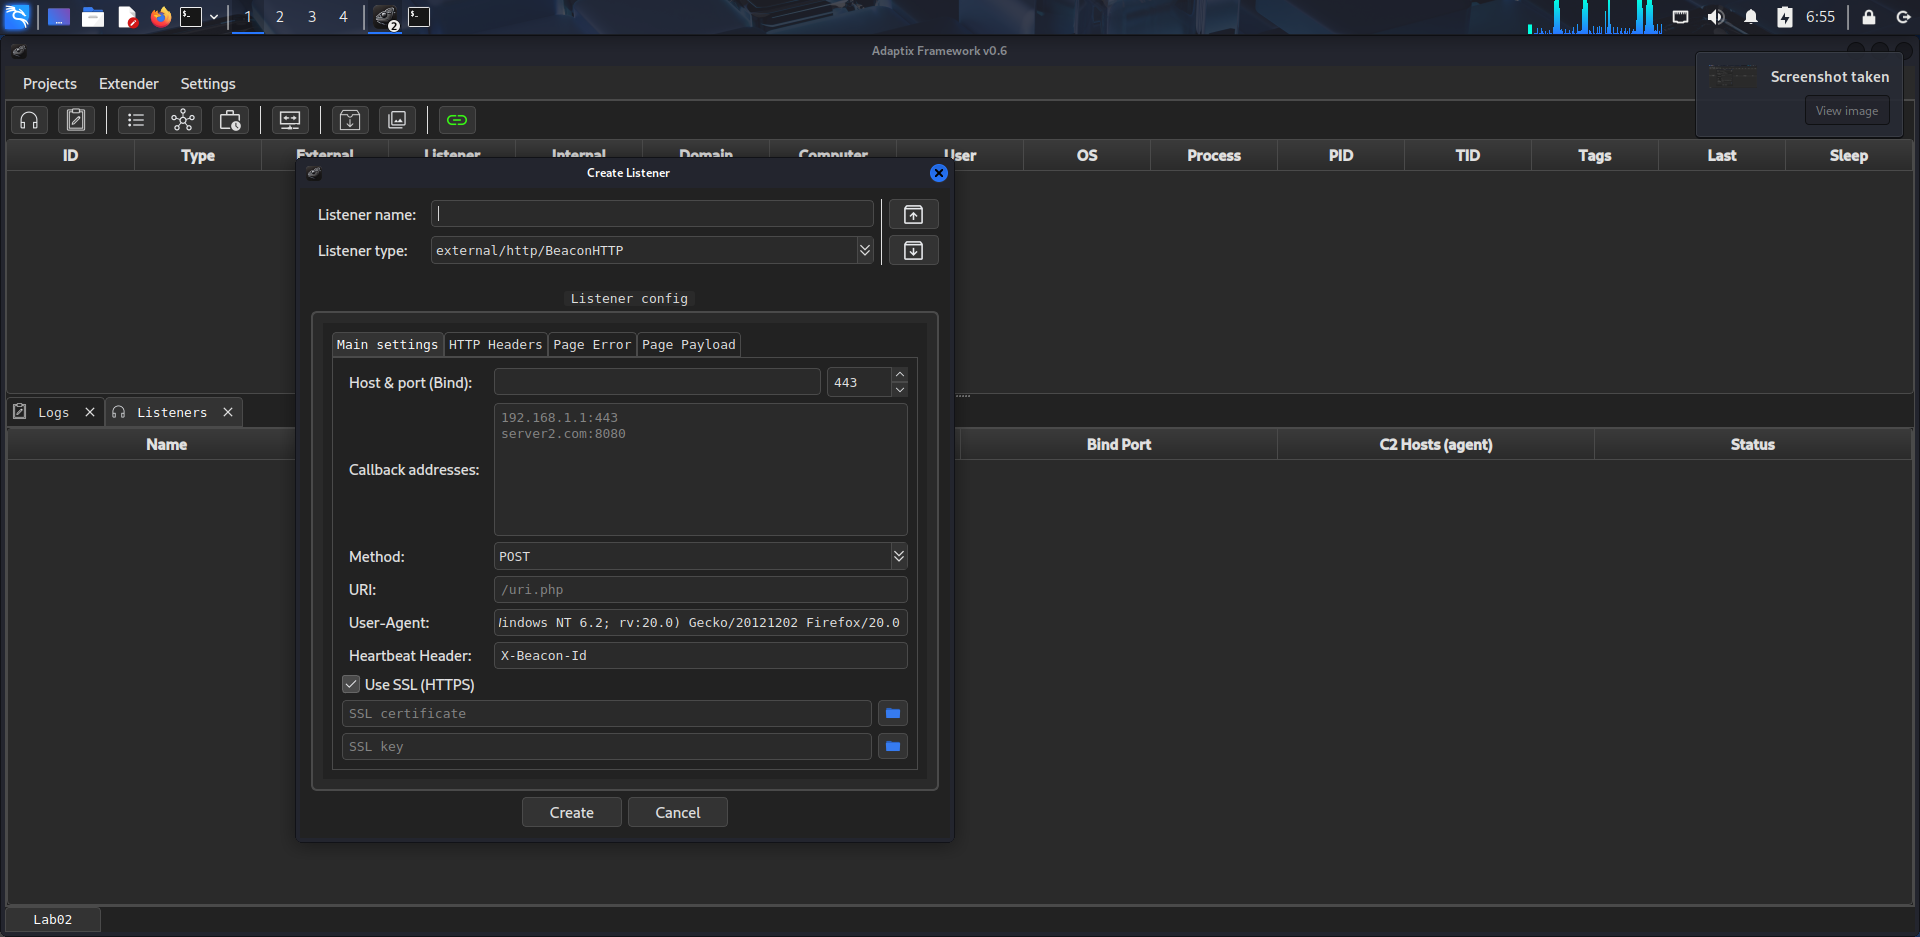 1 2 3 4 2 6:55
Adaptix Framework v0.6
Projects Extender Settings
Screenshot taken
View image
ID Type External Listener Internal Domain Computer User OS Process PID TID Tags Last Sleep
Create Listener
Listener name:
Listener type: external/http/BeaconHTTP
Listener config
Main settings HTTP Headers Page Error Page Payload
Host & port (Bind): 443
192.168.1.1:443
server2.com:8080
Callback addresses:
Method: POST
URI: /uri.php
User-Agent: Windows NT 6.2; rv:20.0) Gecko/20121202 Firefox/20.0
Heartbeat Header: X-Beacon-Id
Use SSL (HTTPS)
SSL certificate
SSL key
Create Cancel
Logs Listeners
Name Bind Port C2 Hosts (agent) Status
Lab02